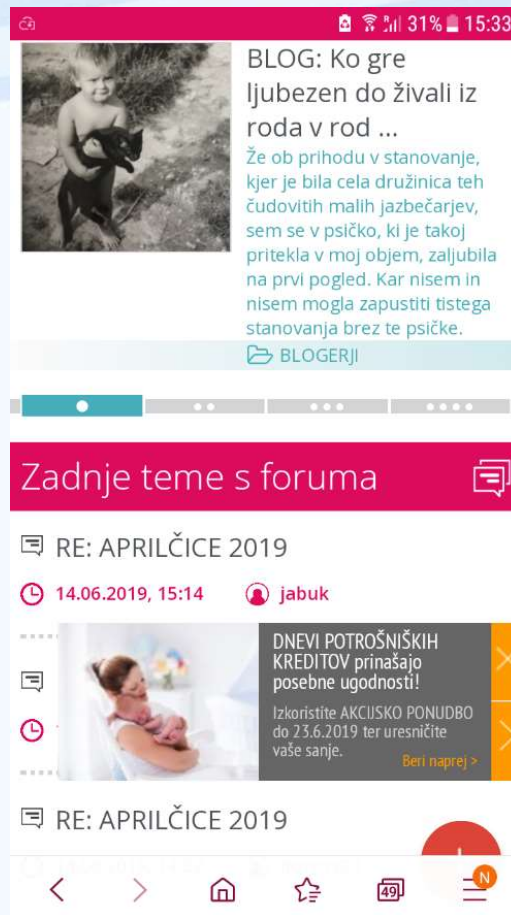 31% 15:33
BLOG: Ko gre
ljubezen do živali iz
roda v rod ...
Že ob prihodu v stanovanje,
kjer je bila cela družinica teh
čudovitih malih jazbečarjev,
sem se v psičko, ki je takoj
pritekla v moj objem, zaljubila
na prvi pogled. Kar nisem in
nisem mogla zapustiti tistega
stanovanja brez te psičke.
BLOGERJI
Zadnje teme s foruma
RE: APRILČICE 2019
14.06.2019, 15:14 jabuk
DNEVI POTROŠNIŠKIH
KREDITOV prinašajo
posebne ugodnosti!
Izkoristite AKCIJSKO PONUDBO
do 23.6.2019 ter uresničite
vaše sanje.
Beri naprej >
RE: APRILČICE 2019
49
N